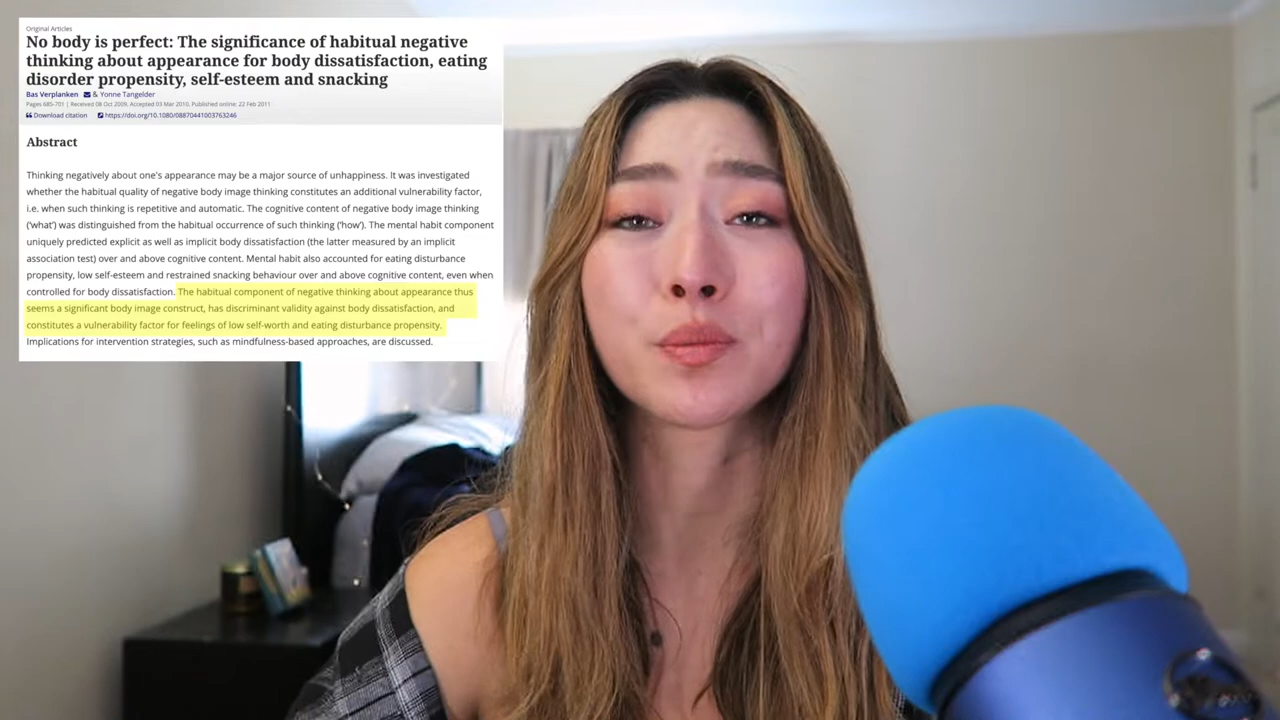 Original Articles
No body is perfect: The significance of habitual negative
thinking about appearance for body dissatisfaction, eating
disorder propensity, self-esteem and snacking
Bas Verplanken & Yonne Tangelder
Pages 685-701 | Received 08 Oct 2009, Accepted 03 Mar 2010, Published online: 22 Feb 2011
Download citation https://doi.org/10.1080/08870441003763246
Abstract
Thinking negatively about one's appearance may be a major source of unhappiness. It was investigated
whether the habitual quality of negative body image thinking constitutes an additional vulnerability factor,
i.e. when such thinking is repetitive and automatic. The cognitive content of negative body image thinking
('what') was distinguished from the habitual occurrence of such thinking ('how'). The mental habit component
uniquely predicted explicit as well as implicit body dissatisfaction (the latter measured by an implicit
association test) over and above cognitive content. Mental habit also accounted for eating disturbance
propensity, low self-esteem and restrained snacking behaviour over and above cognitive content, even when
controlled for body dissatisfaction. The habitual component of negative thinking about appearance thus
seems a significant body image construct, has discriminant validity against body dissatisfaction, and
constitutes a vulnerability factor for feelings of low self-worth and eating disturbance propensity.
Implications for intervention strategies, such as mindfulness-based approaches, are discussed.